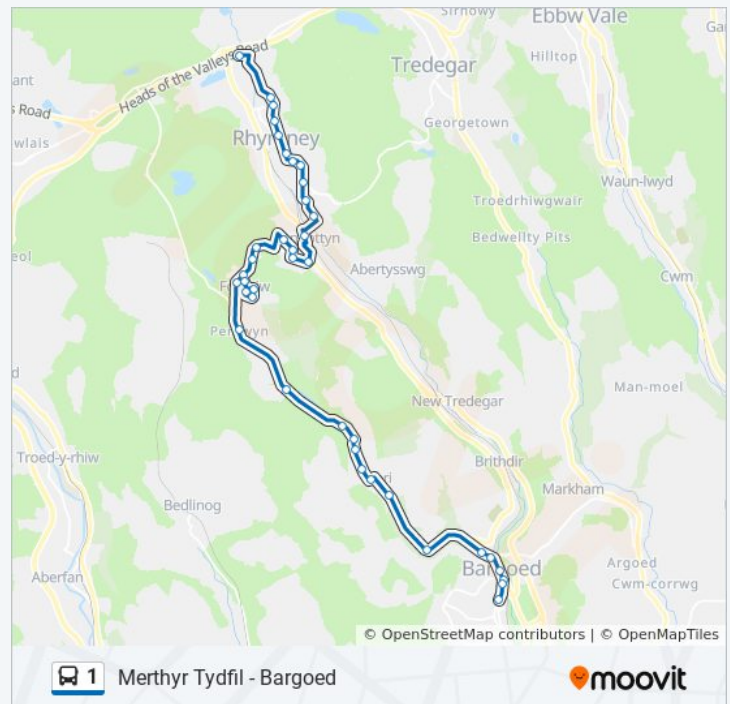 Sirhowy
Ebbw Vale
Heads of the Valleys Road
Tredegar
Hilltop
s Road
Georgetown
wlais
Rhymney
Waun-lwyd
Troedrhiwgwair
Bedwellty Pits
Abertysswg
Cwm
Man-moel
New Tredegar
Troed-y-rhiw
Brithdir
Markham
Bedlinog
Aberfan
Bargoed
Argoed
Cwm-corrwg
© OpenStreetMap contributors | © OpenMapTiles
1 Merthyr Tydfil - Bargoed
moovit